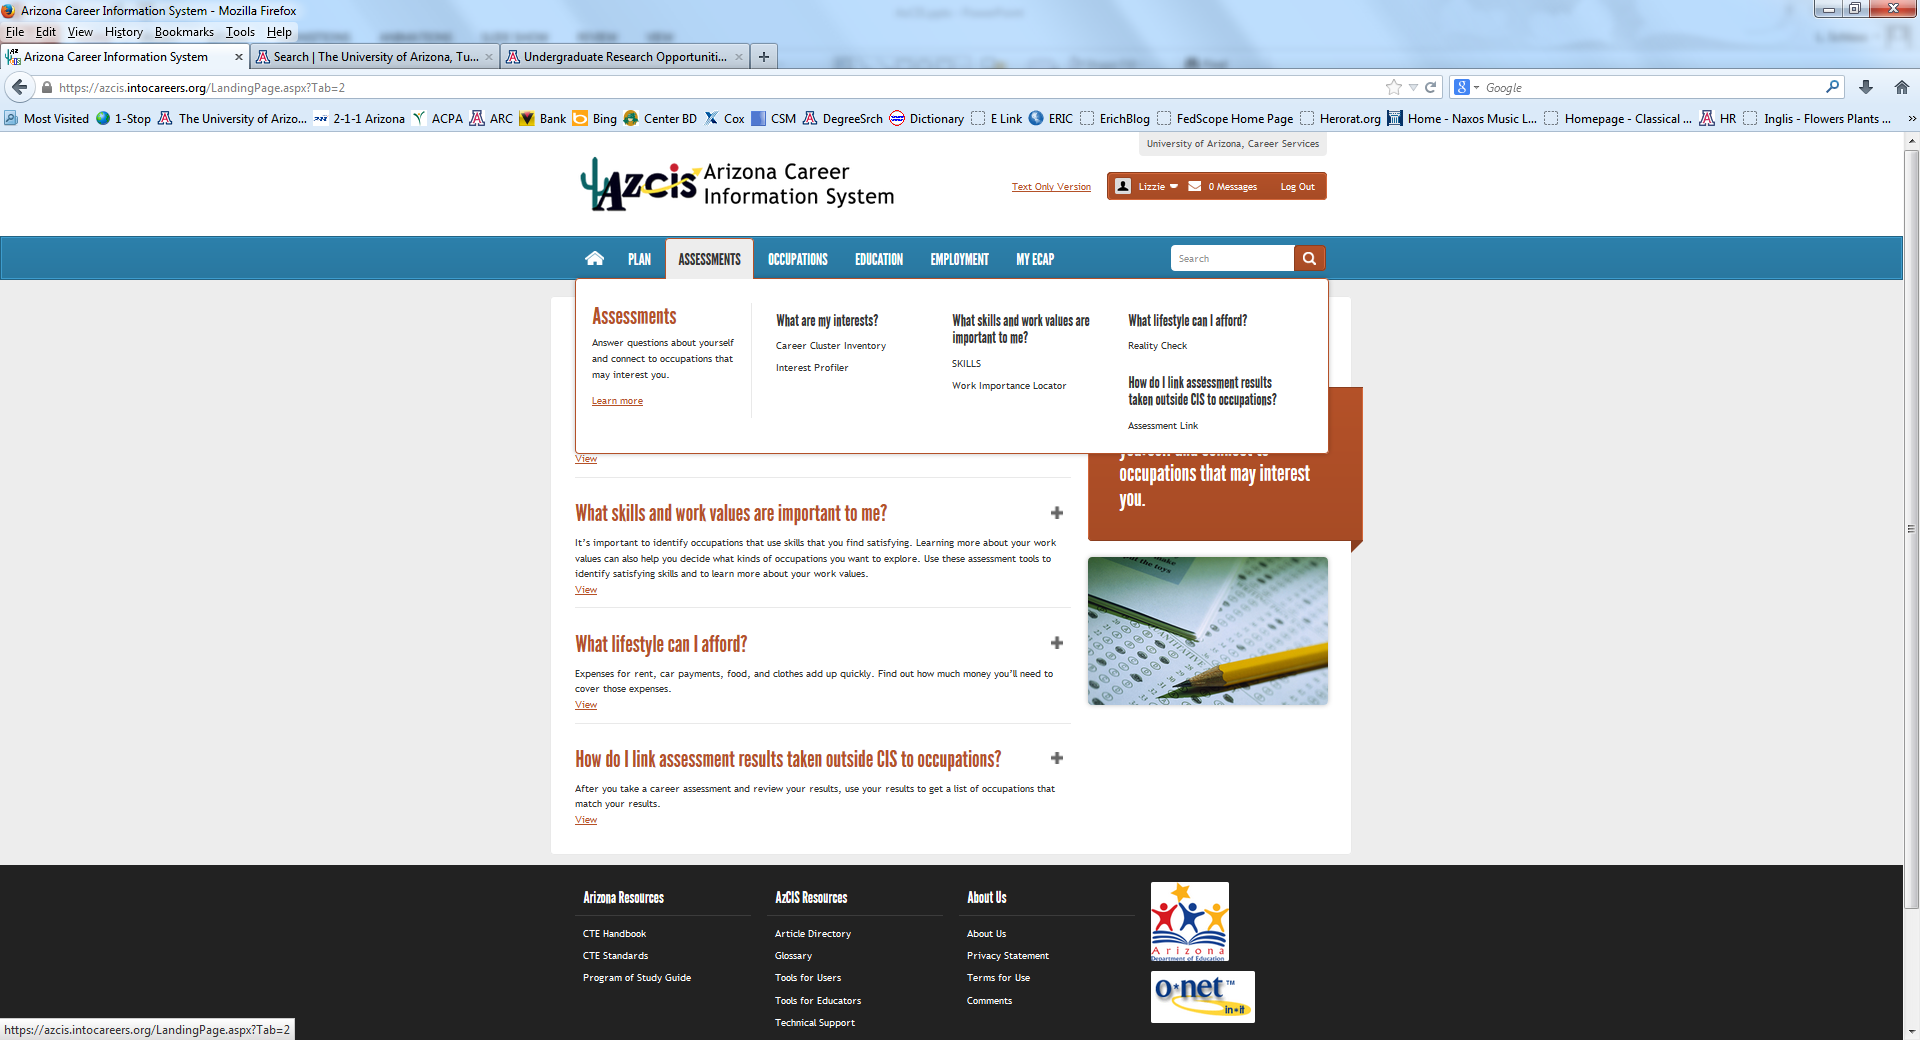 Arizona Career Information System - Mozilla Firefox
File Edit View History Bookmarks Tools Help
Arizona Career Information System
Search | The University of Arizona, Tu...
Undergraduate Research Opportuniti...
https://azcis.intocareers.org/LandingPage.aspx?Tab=2
Google
Most Visited 1-Stop The University of Arizo... 2-1-1 Arizona ACPA ARC Bank Bing Center BD Cox CSM DegreeSrch Dictionary E Link ERIC ErichBlog FedScope Home Page Herorat.org Home - Naxos Music L... Homepage - Classical ... HR Inglis - Flowers Plants ... »
University of Arizona, Career Services
AzCIS Arizona Career
Information System
Text Only Version
Lizzie 0 Messages Log Out
PLAN ASSESSMENTS OCCUPATIONS EDUCATION EMPLOYMENT MY ECAP
Search
Assessments
Answer questions about yourself
and connect to occupations that
may interest you.
Learn more
What are my interests?
Career Cluster Inventory
Interest Profiler
What skills and work values are
important to me?
SKILLS
Work Importance Locator
What lifestyle can I afford?
Reality Check
How do I link assessment results
taken outside CIS to occupations?
Assessment Link
View
occupations that may interest
you.
What skills and work values are important to me?
It's important to identify occupations that use skills that you find satisfying. Learning more about your work
values can also help you decide what kinds of occupations you want to explore. Use these assessment tools to
identify satisfying skills and to learn more about your work values.
View
What lifestyle can I afford?
Expenses for rent, car payments, food, and clothes add up quickly. Find out how much money you'll need to
cover those expenses.
View
How do I link assessment results taken outside CIS to occupations?
After you take a career assessment and review your results, use your results to get a list of occupations that
match your results.
View
Arizona Resources
CTE Handbook
CTE Standards
Program of Study Guide
AzCIS Resources
Article Directory
Glossary
Tools for Users
Tools for Educators
Technical Support
About Us
About Us
Privacy Statement
Terms for Use
Comments
Arizona
Department of Education
o*net™
in-it
https://azcis.intocareers.org/LandingPage.aspx?Tab=2